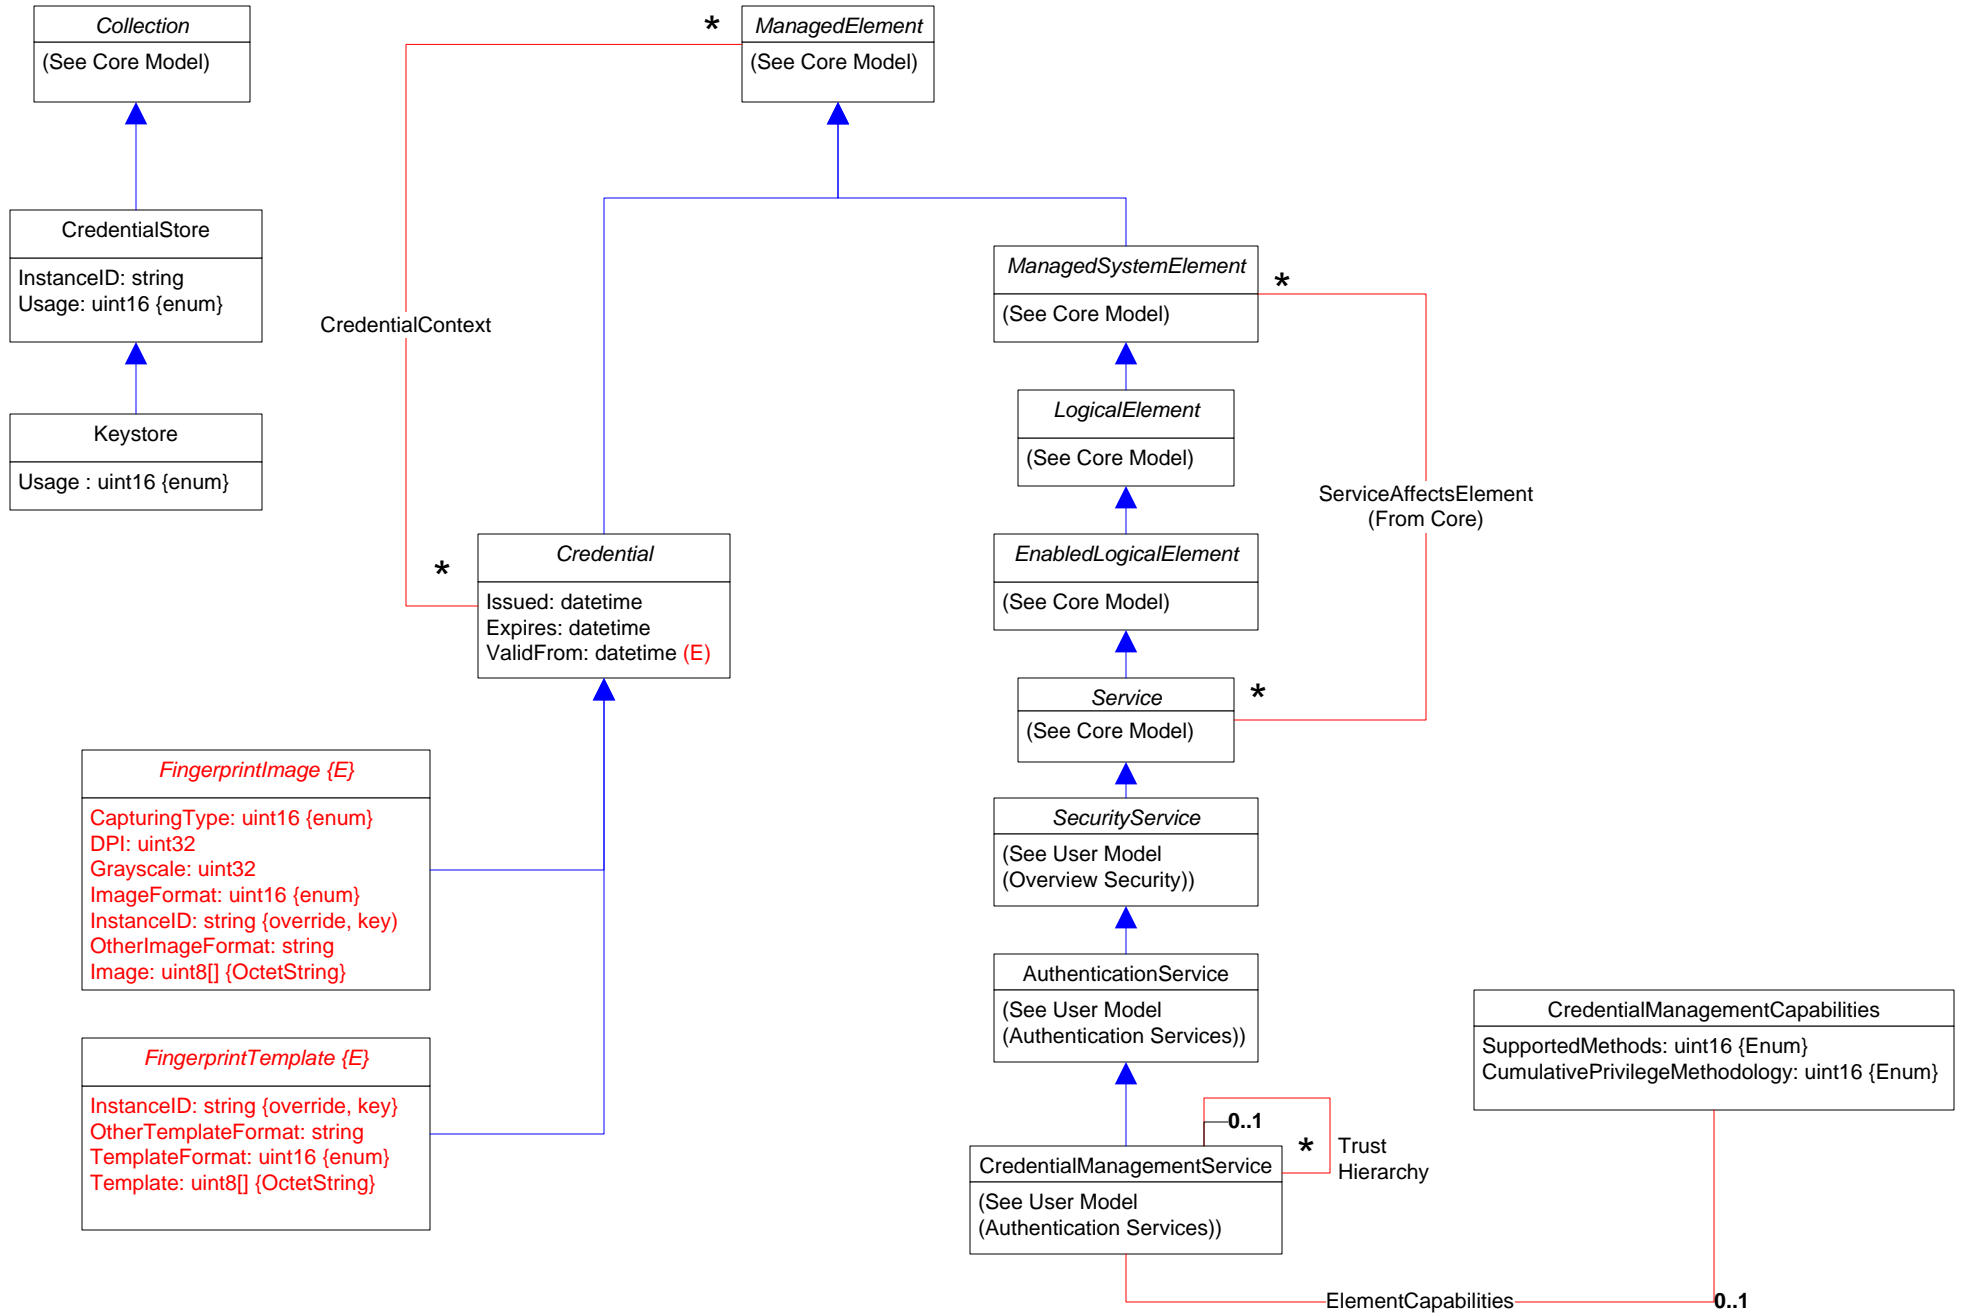 Collection
(See Core Model)
*
ManagedElement
(See Core Model)
CredentialStore
InstanceID: string
Usage: uint16 {enum}
Keystore
Usage : uint16 {enum}
CredentialContext
*
Credential
Issued: datetime
Expires: datetime
ValidFrom: datetime (E)
FingerprintImage {E}
CapturingType: uint16 {enum}
DPI: uint32
Grayscale: uint32
ImageFormat: uint16 {enum}
InstanceID: string {override, key)
OtherImageFormat: string
Image: uint8[] {OctetString}
FingerprintTemplate {E}
InstanceID: string {override, key}
OtherTemplateFormat: string
TemplateFormat: uint16 {enum}
Template: uint8[] {OctetString}
ManagedSystemElement
(See Core Model)
*
LogicalElement
(See Core Model)
ServiceAffectsElement
(From Core)
EnabledLogicalElement
(See Core Model)
Service
(See Core Model)
*
SecurityService
(See User Model
(Overview Security))
AuthenticationService
(See User Model
(Authentication Services))
0..1
*
Trust
Hierarchy
CredentialManagementService
(See User Model
(Authentication Services))
CredentialManagementCapabilities
SupportedMethods: uint16 {Enum}
CumulativePrivilegeMethodology: uint16 {Enum}
ElementCapabilities
0..1